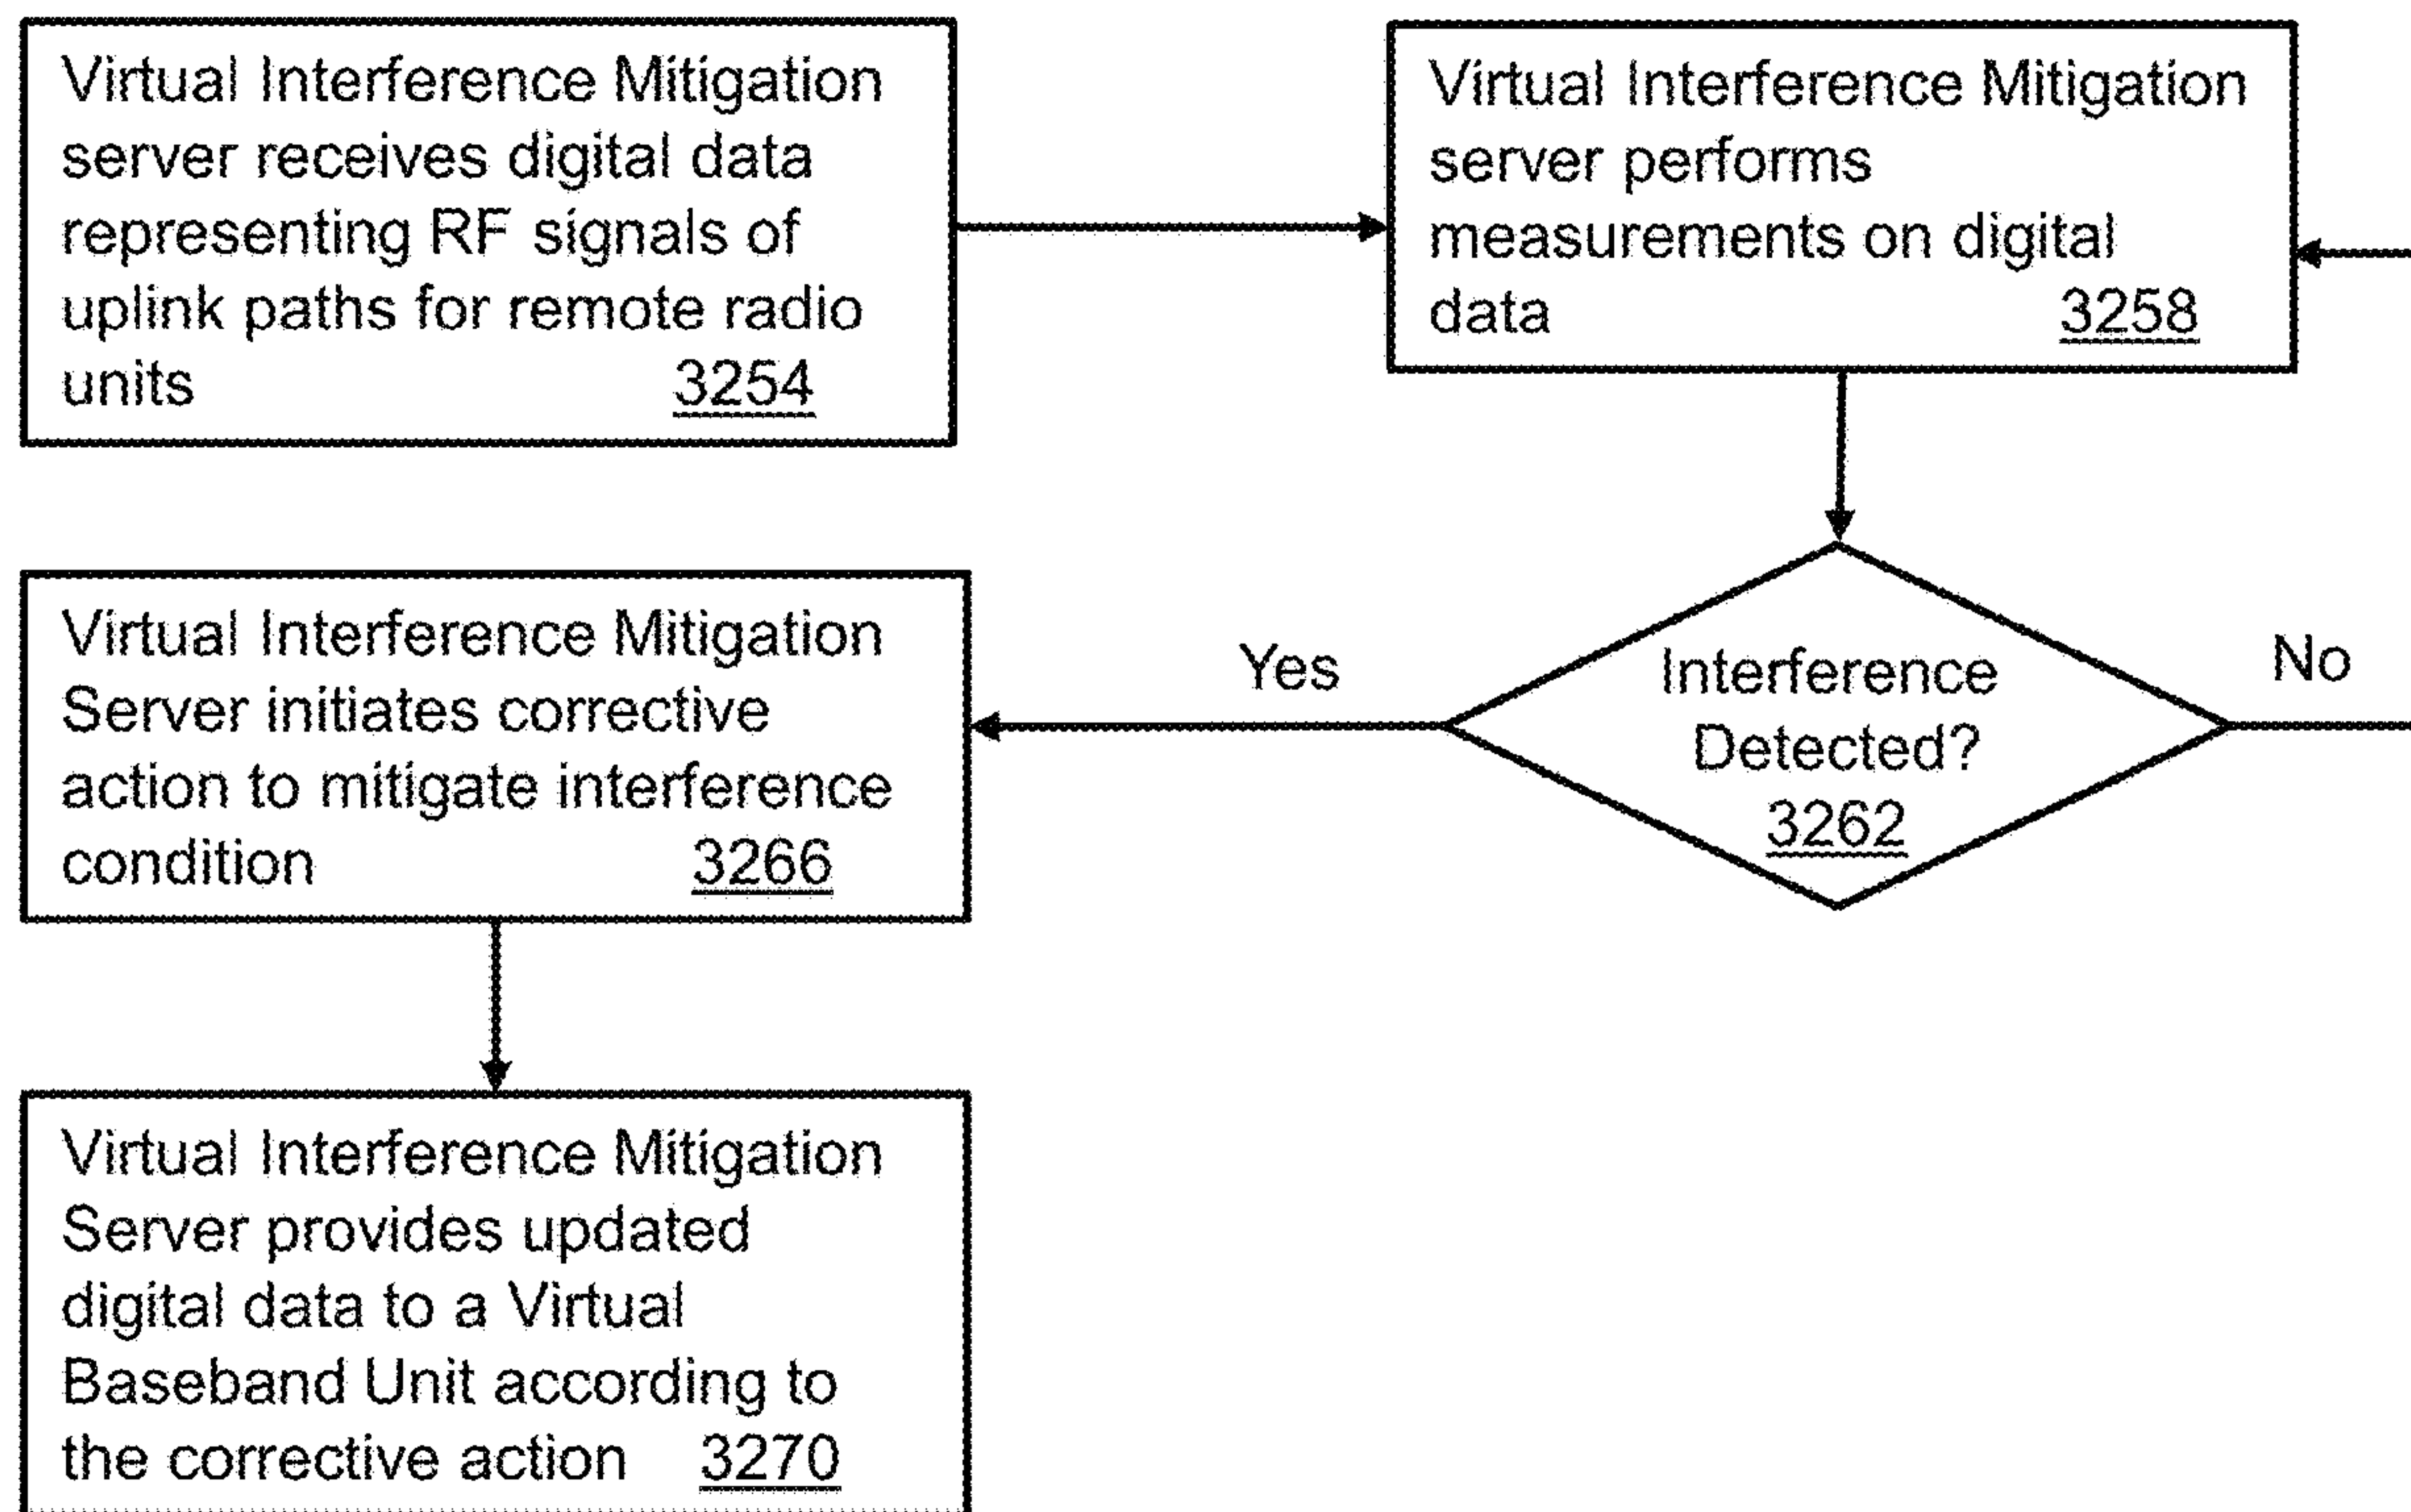 Virtual Interference Mitigation
server receives digital data
representing RF signals of
uplink paths for remote radio
units 3254
Virtual Interference Mitigation
server performs
measurements on digital
data 3258
Interference
Detected?
3262
Yes
No
Virtual Interference Mitigation
Server initiates corrective
action to mitigate interference
condition 3266
Virtual Interference Mitigation
Server provides updated
digital data to a Virtual
Baseband Unit according to
the corrective action 3270